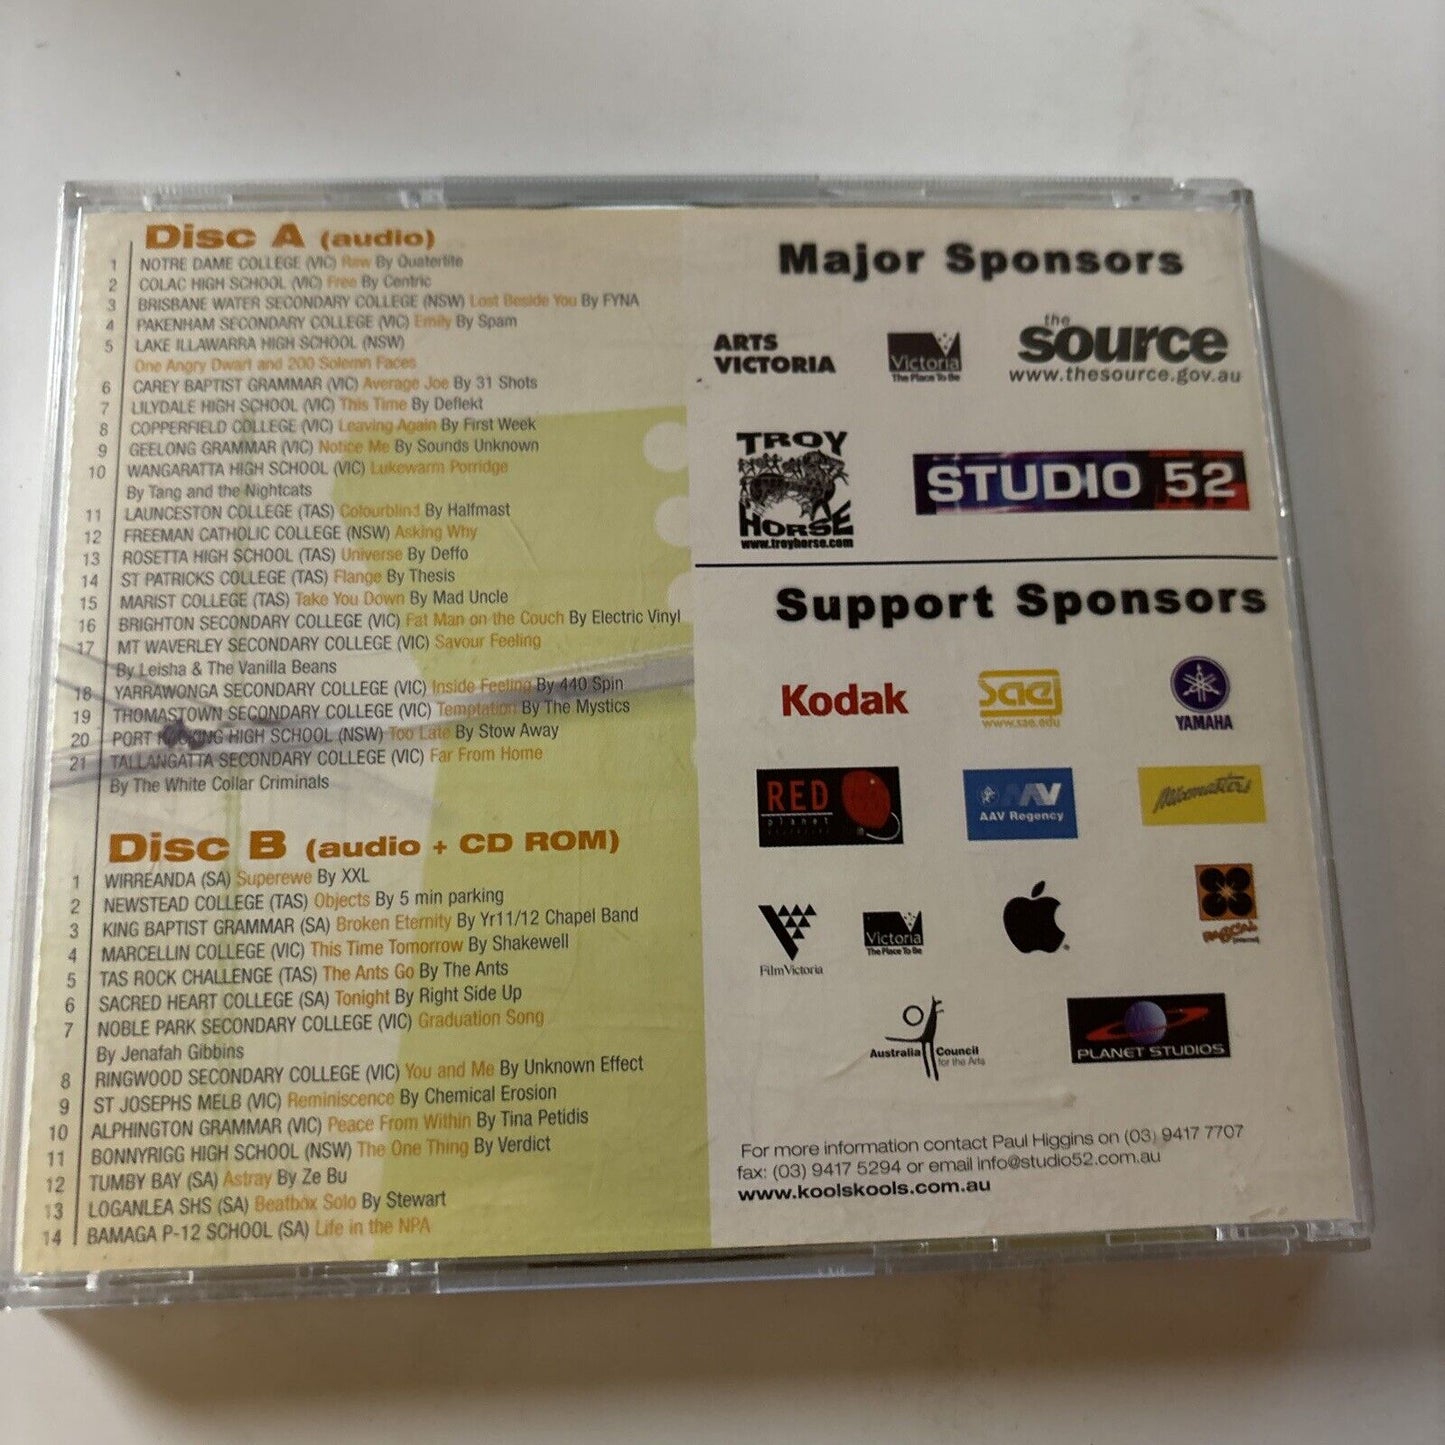 Disc A (audio)
1 NOTRE DAME COLLEGE (VIC) Raw By Quaterlite
2 COLAC HIGH SCHOOL (VIC) Free By Centric
3 BRISBANE WATER SECONDARY COLLEGE (NSW) Lost Beside You By FYNA
4 PAKENHAM SECONDARY COLLEGE (VIC) Emily By Spam
5 LAKE ILLAWARRA HIGH SCHOOL (NSW)
One Angry Dwarf and 200 Solemn Faces
6 CAREY BAPTIST GRAMMAR (VIC) Average Joe By 31 Shots
7 LILYDALE HIGH SCHOOL (VIC) This Time By Deflekt
8 COPPERFIELD COLLEGE (VIC) Leaving Again By First Week
9 GEELONG GRAMMAR (VIC) Notice Me By Sounds Unknown
10 WANGARATTA HIGH SCHOOL (VIC) Lukewarm Porridge
By Tang and the Nightcats
11 LAUNCESTON COLLEGE (TAS) Colourblind By Halfmast
12 FREEMAN CATHOLIC COLLEGE (NSW) Asking Why
13 ROSETTA HIGH SCHOOL (TAS) Universe By Deffo
14 ST PATRICKS COLLEGE (TAS) Flange By Thesis
15 MARIST COLLEGE (TAS) Take You Down By Mad Uncle
16 BRIGHTON SECONDARY COLLEGE (VIC) Fat Man on the Couch By Electric Vinyl
17 MT WAVERLEY SECONDARY COLLEGE (VIC) Savour Feeling
By Leisha & The Vanilla Beans
18 YARRAWONGA SECONDARY COLLEGE (VIC) Inside Feeling By 440 Spin
19 THOMASTOWN SECONDARY COLLEGE (VIC) Temptation By The Mystics
20 PORT HACKING HIGH SCHOOL (NSW) Too Late By Stow Away
21 TALLANGATTA SECONDARY COLLEGE (VIC) Far From Home
By The White Collar Criminals
Disc B (audio + CD ROM)
1 WIRREANDA (SA) Superewe By XXL
2 NEWSTEAD COLLEGE (TAS) Objects By 5 min parking
3 KING BAPTIST GRAMMAR (SA) Broken Eternity By Yr11/12 Chapel Band
4 MARCELLIN COLLEGE (VIC) This Time Tomorrow By Shakewell
5 TAS ROCK CHALLENGE (TAS) The Ants Go By The Ants
6 SACRED HEART COLLEGE (SA) Tonight By Right Side Up
7 NOBLE PARK SECONDARY COLLEGE (VIC) Graduation Song
By Jenafah Gibbins
8 RINGWOOD SECONDARY COLLEGE (VIC) You and Me By Unknown Effect
9 ST JOSEPHS MELB (VIC) Reminiscence By Chemical Erosion
10 ALPHINGTON GRAMMAR (VIC) Peace From Within By Tina Petidis
11 BONNYRIGG HIGH SCHOOL (NSW) The One Thing By Verdict
12 TUMBY BAY (SA) Astray By Ze Bu
13 LOGANLEA SHS (SA) Beatbox Solo By Stewart
14 BAMAGA P-12 SCHOOL (SA) Life in the NPA
Major Sponsors
ARTS
VICTORIA
Victoria
The Place To Be
the
source
www.thesource.gov.au
TROY
HORSE
www.troyhorse.com
STUDIO 52
Support Sponsors
Kodak
sae
www.sae.edu
YAMAHA
RED
planet
AAV
AAV Regency
Mixmasters
FilmVictoria
Victoria
The Place To Be
Australia Council
for the Arts
PLANET STUDIOS
For more information contact Paul Higgins on (03) 9417 7707
fax: (03) 9417 5294 or email info@studio52.com.au
www.koolskools.com.au